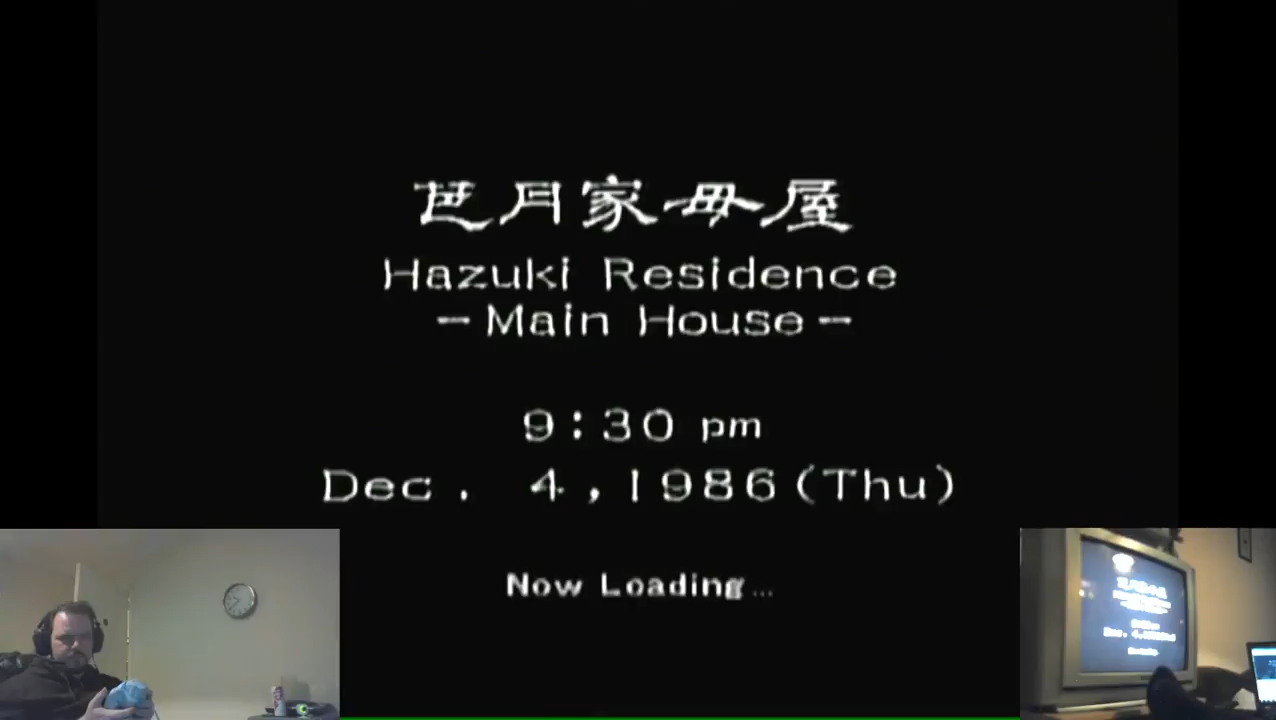 芭月家母屋
Hazuki Residence
-Main House-
9:30 pm
Dec. 4,1986(Thu)
Now Loading...